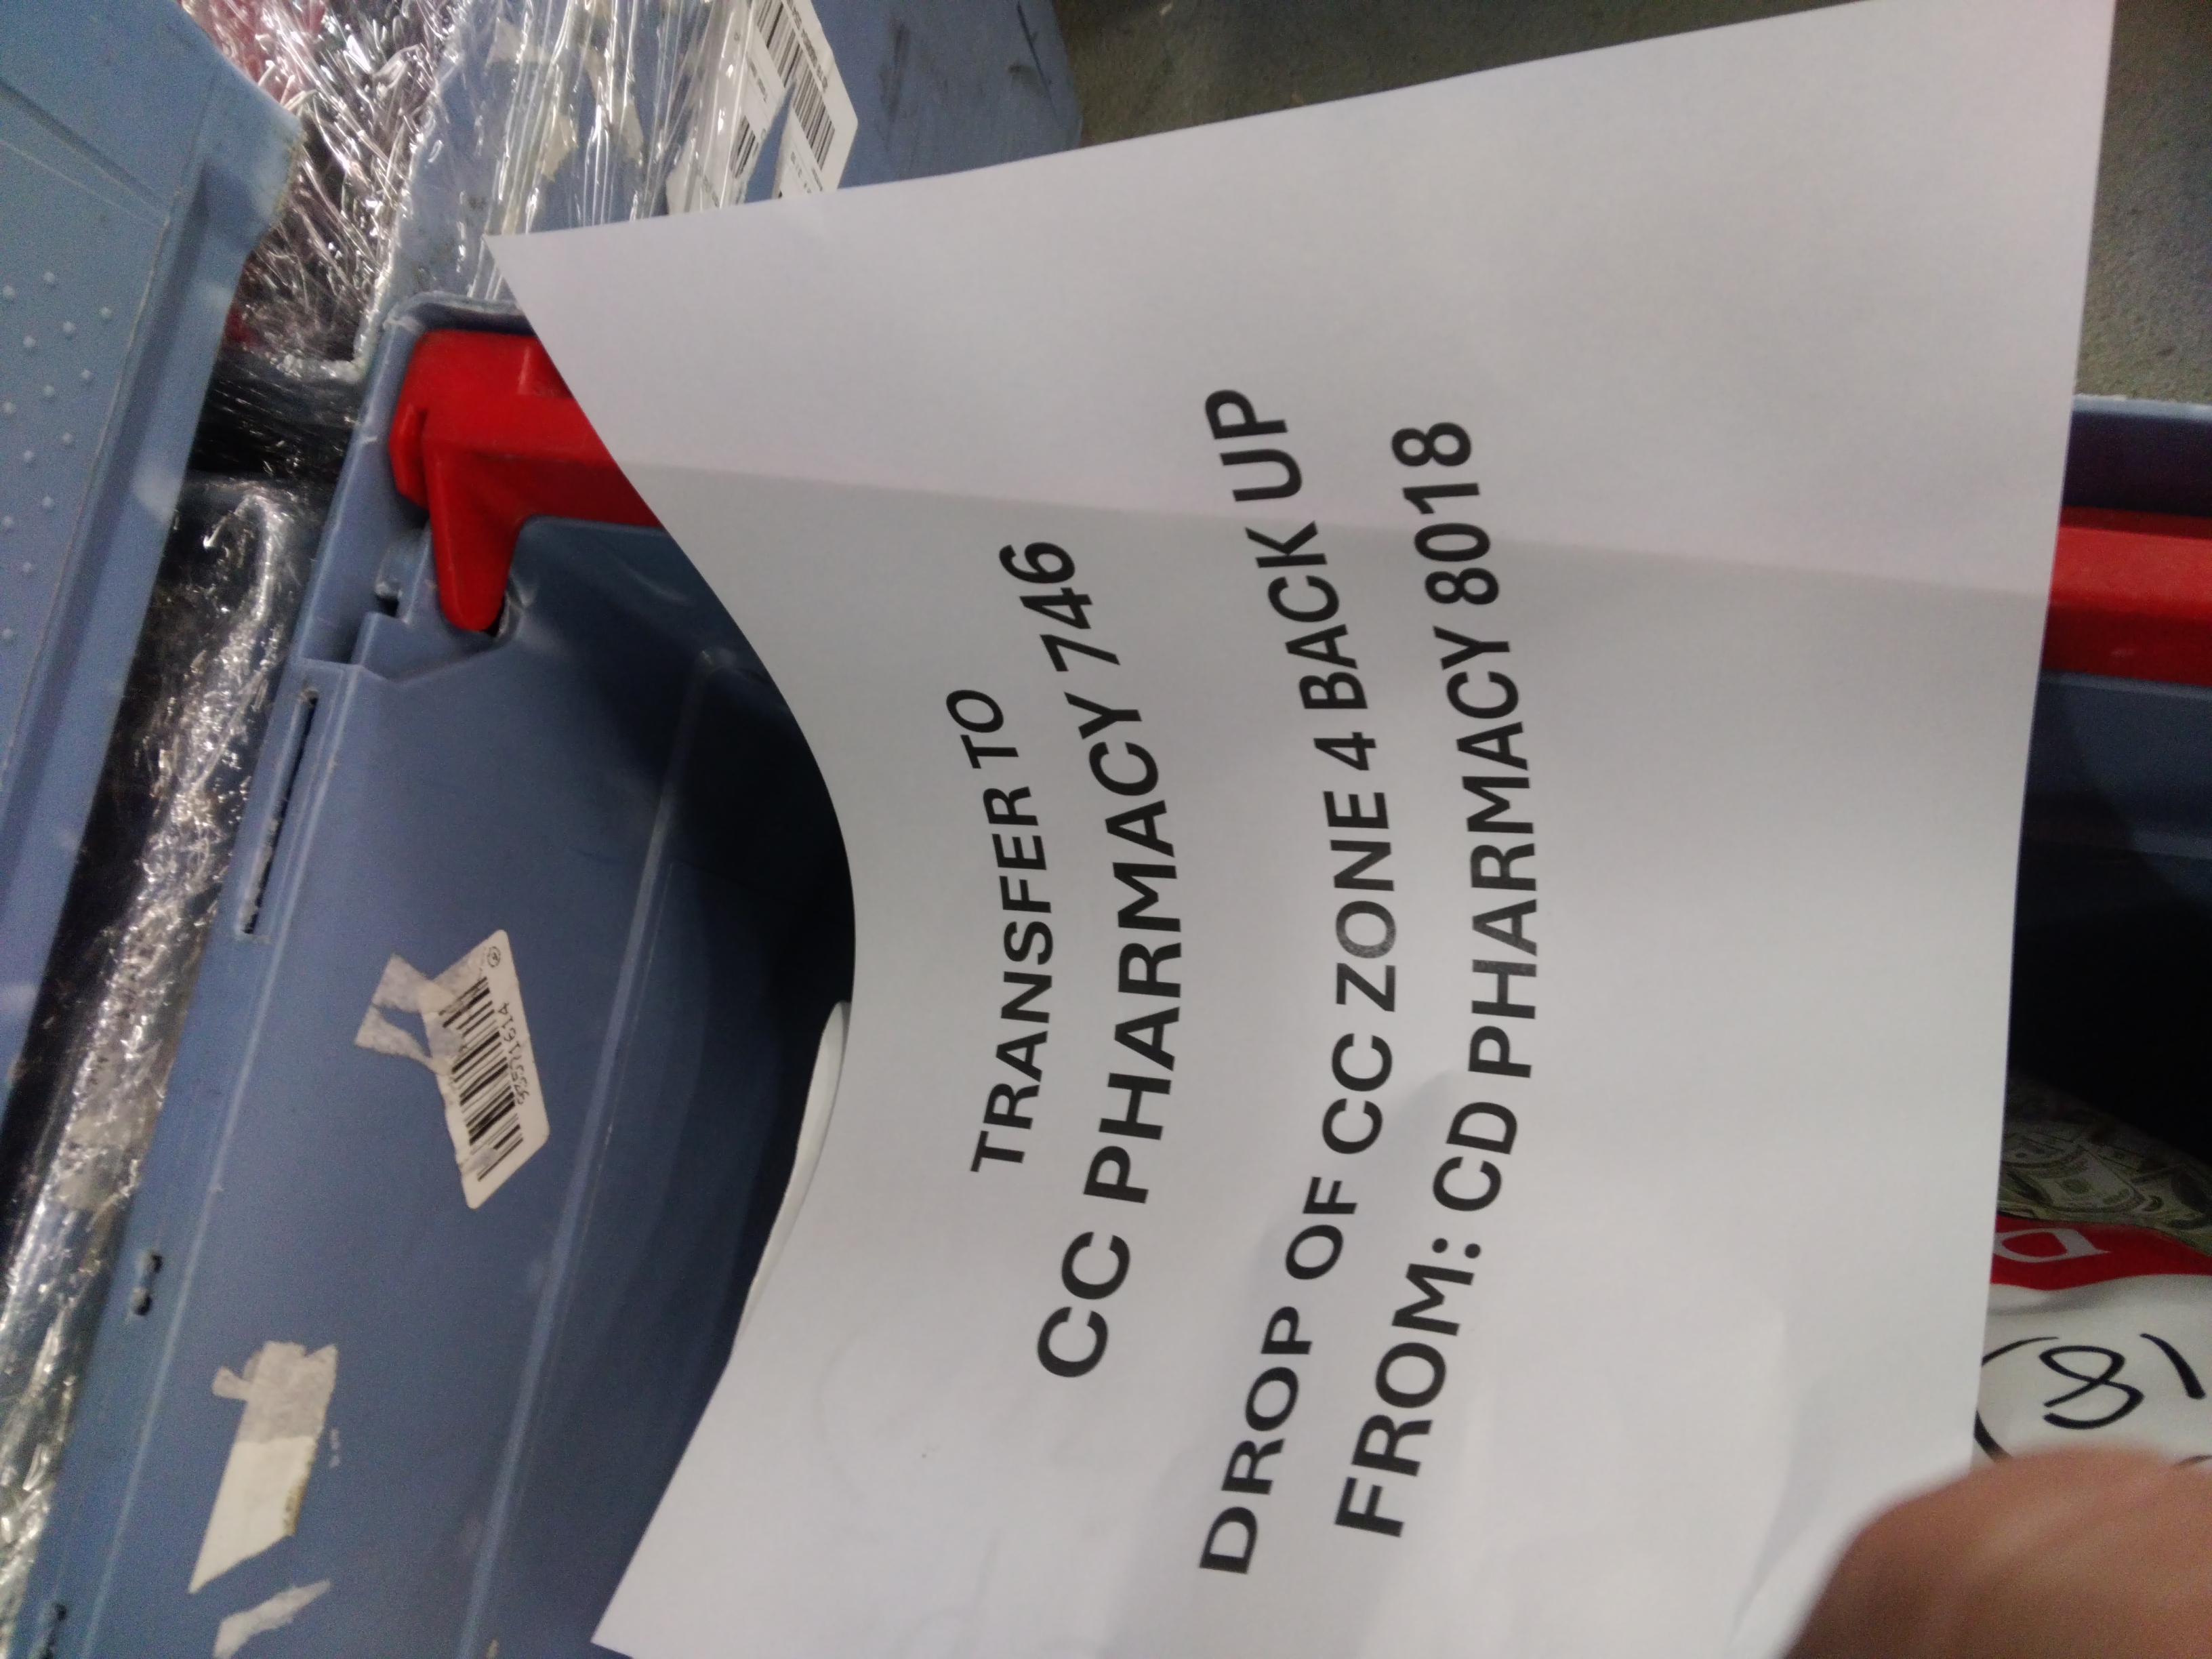 TRANSFER TO
CC PHARMACY 746
DROP OF CC ZONE 4 BACK UP
FROM: CD PHARMACY 8018
(8)
D